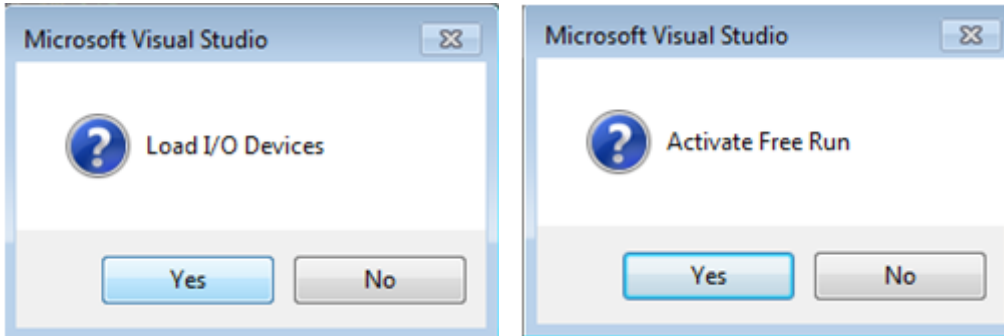 Microsoft Visual Studio
Load I/O Devices
Yes No
Microsoft Visual Studio
Activate Free Run
Yes No